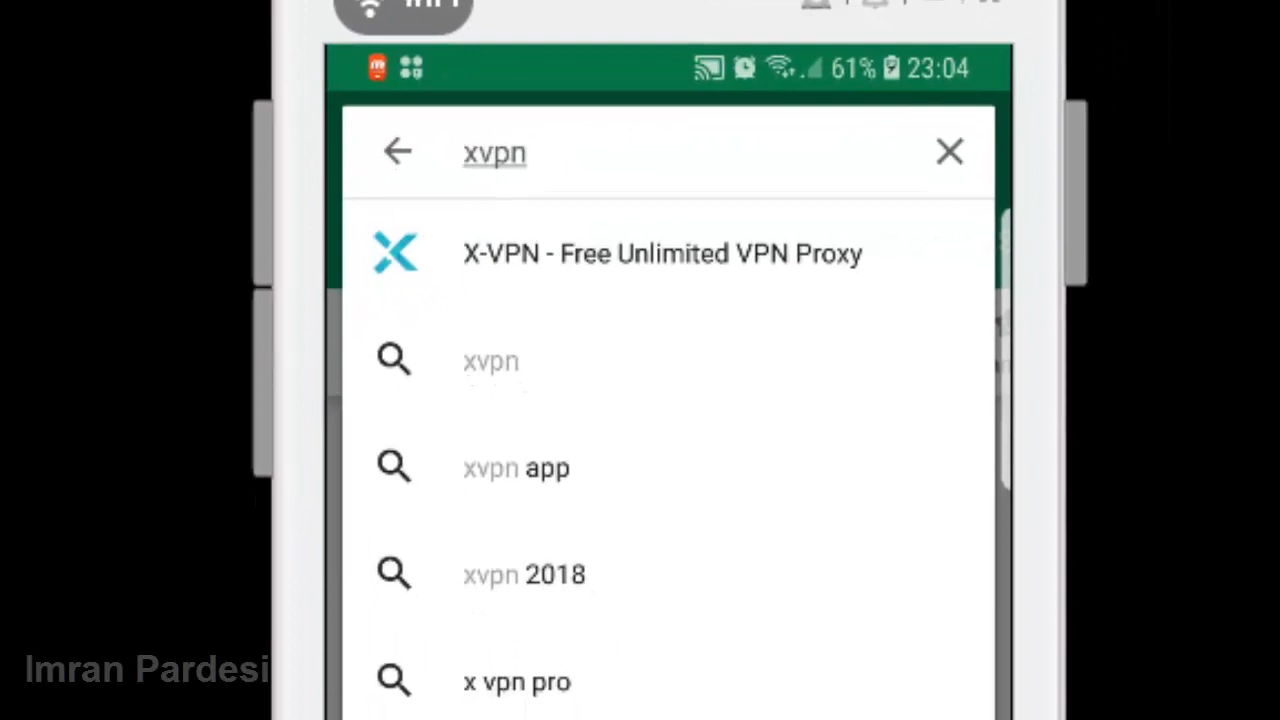 61% 23:04
xvpn
X-VPN - Free Unlimited VPN Proxy
xvpn
xvpn app
xvpn 2018
x vpn pro
Imran Pardesi